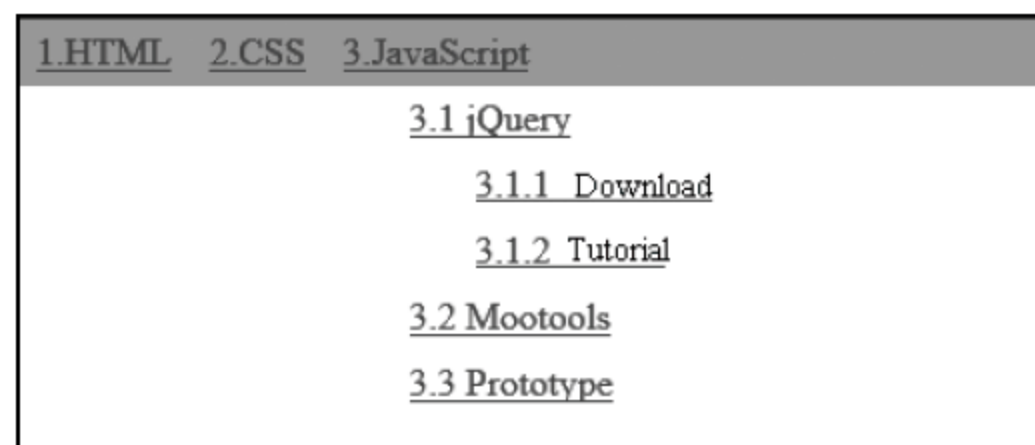 1.HTML 2.CSS 3.JavaScript
3.1 jQuery
3.1.1 Download
3.1.2 Tutorial
3.2 Mootools
3.3 Prototype